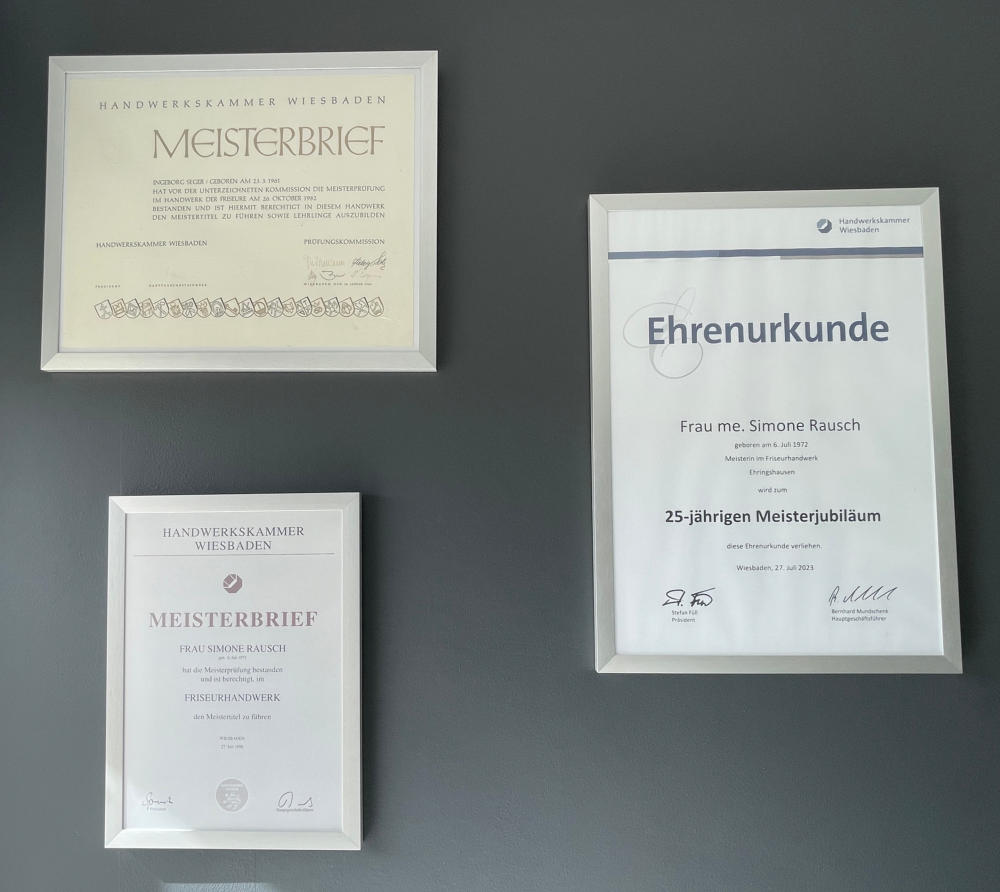 HANDWERKSKAMMER WIESBADEN
MEISTERBRIEF
INGEBORG SEGER / GEBOREN AM 23.3.1961
HAT VOR DER UNTERZEICHNETEN KOMMISSION DIE MEISTERPRÜFUNG
IM HANDWERK DER FRISEURE AM 26. OKTOBER 1982
BESTANDEN UND IST HIERMIT BERECHTIGT IN DIESEM HANDWERK
DEN MEISTERTITEL ZU FÜHREN SOWIE LEHRLINGE AUSZUBILDEN
HANDWERKSKAMMER WIESBADEN
PRÜFUNGSKOMMISSION
PRÄSIDENT
Handwerkskammer
Wiesbaden
Ehrenurkunde
Frau me. Simone Rausch
geboren am 6. Juli 1972
Meisterin im Friseurhandwerk
Ehringshausen
wird zum
25-jährigen Meisterjubiläum
diese Ehrenurkunde verliehen.
Wiesbaden, 27. Juli 2023
Stefan Füll
Präsident
Bernhard Mundschenk
Hauptgeschäftsführer
HANDWERKSKAMMER
WIESBADEN
MEISTERBRIEF
FRAU SIMONE RAUSCH
hat die Meisterprüfung bestanden
und ist berechtigt, im
FRISEURHANDWERK
den Meistertitel zu führen
WIESBADEN
Präsident
Hauptgeschäftsführer